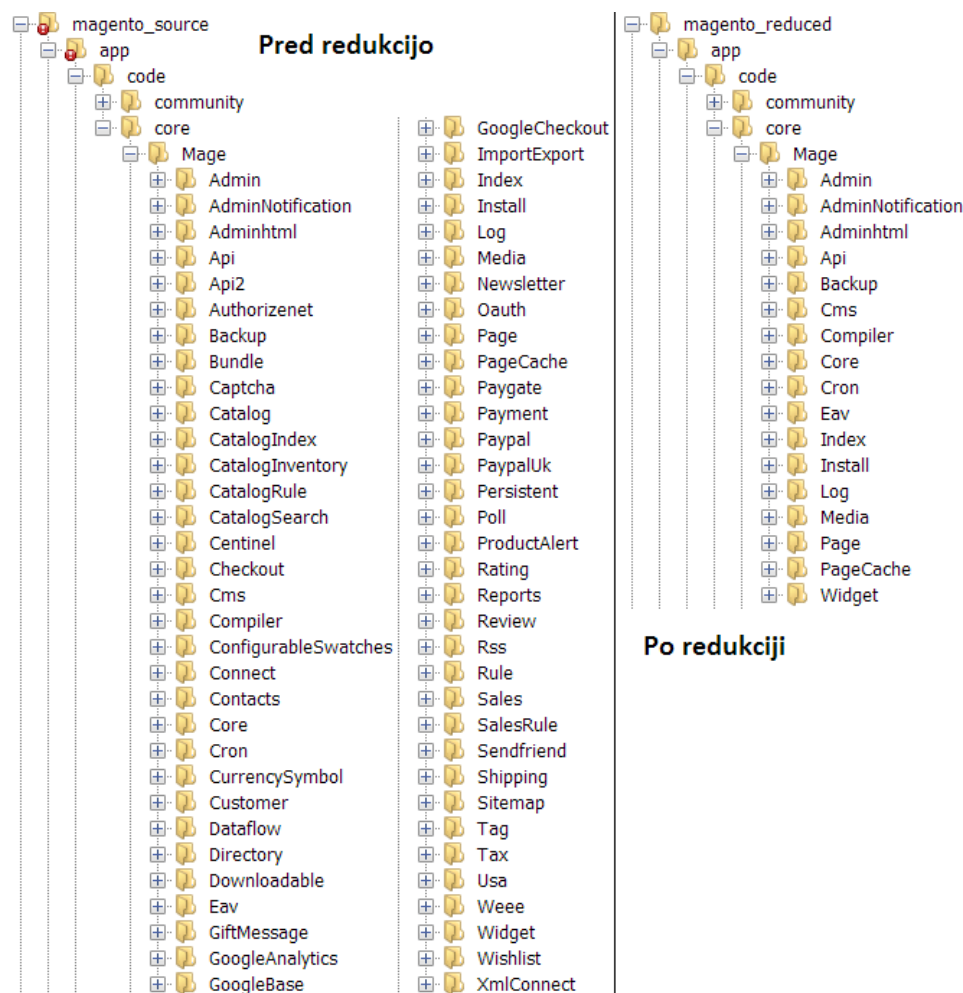 magento_source
Pred redukcijo
app
code
community
core
Mage
Admin
AdminNotification
Adminhtml
Api
Api2
Authorizenet
Backup
Bundle
Captcha
Catalog
CatalogIndex
CatalogInventory
CatalogRule
CatalogSearch
Centinel
Checkout
Cms
Compiler
ConfigurableSwatches
Connect
Contacts
Core
Cron
CurrencySymbol
Customer
Dataflow
Directory
Downloadable
Eav
GiftMessage
GoogleAnalytics
GoogleBase
GoogleCheckout
ImportExport
Index
Install
Log
Media
Newsletter
Oauth
Page
PageCache
Paygate
Payment
Paypal
PaypalUk
Persistent
Poll
ProductAlert
Rating
Reports
Review
Rss
Rule
Sales
SalesRule
Sendfriend
Shipping
Sitemap
Tag
Tax
Usa
Weee
Widget
Wishlist
XmlConnect
magento_reduced
app
code
community
core
Mage
Admin
AdminNotification
Adminhtml
Api
Backup
Cms
Compiler
Core
Cron
Eav
Index
Install
Log
Media
Page
PageCache
Widget
Po redukciji